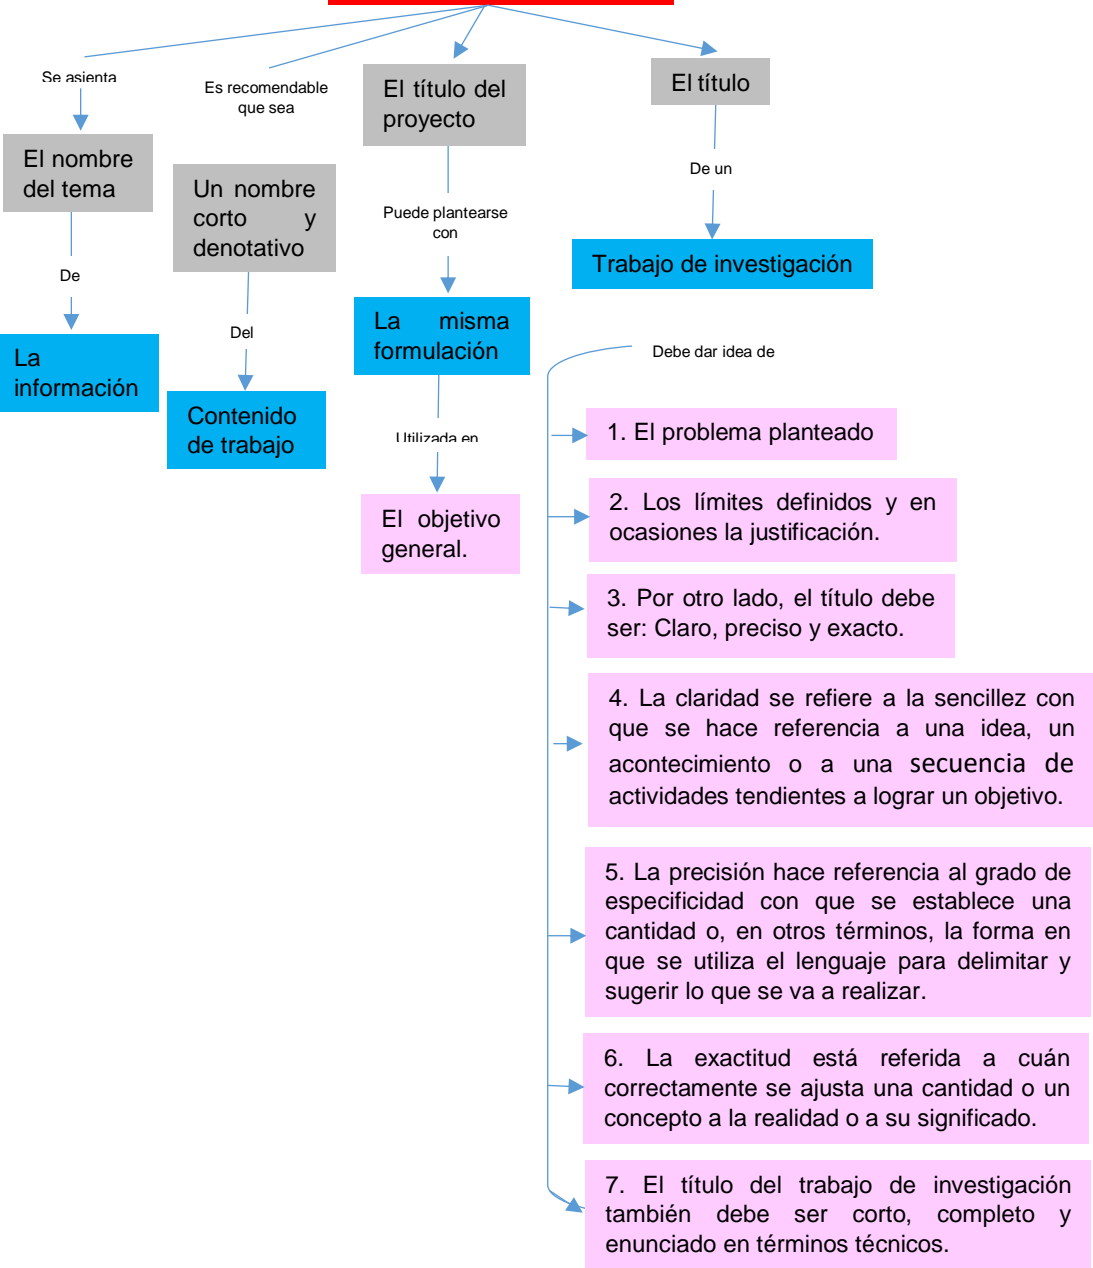 Se asienta
El nombre
del tema
De
La
información
Es recomendable
que sea
Un nombre
corto y
denotativo
Del
Contenido
de trabajo
El título del
proyecto
Puede plantearse
con
La misma
formulación
Utilizada en
El objetivo
general.
El título
De un
Trabajo de investigación
Debe dar idea de
1. El problema planteado
2. Los límites definidos y en
ocasiones la justificación.
3. Por otro lado, el título debe
ser: Claro, preciso y exacto.
4. La claridad se refiere a la sencillez con
que se hace referencia a una idea, un
acontecimiento o a una secuencia de
actividades tendientes a lograr un objetivo.
5. La precisión hace referencia al grado de
especificidad con que se establece una
cantidad o, en otros términos, la forma en
que se utiliza el lenguaje para delimitar y
sugerir lo que se va a realizar.
6. La exactitud está referida a cuán
correctamente se ajusta una cantidad o un
concepto a la realidad o a su significado.
7. El título del trabajo de investigación
también debe ser corto, completo y
enunciado en términos técnicos.